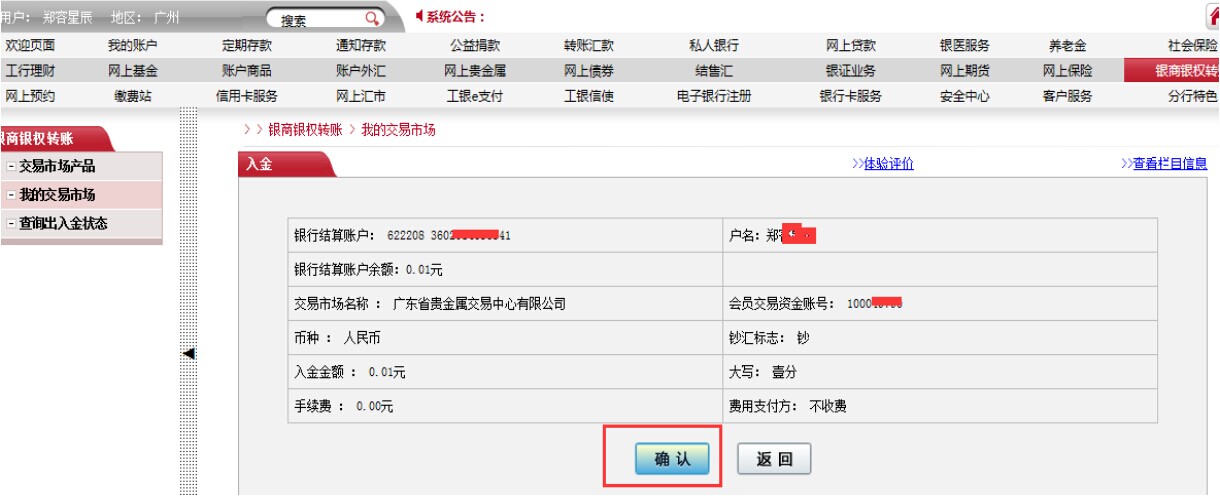 用户： 郑容星辰 地区： 广州 搜索 系统公告：
欢迎页面 我的账户 定期存款 通知存款 公益捐款 转账汇款 私人银行 网上贷款 银医服务 养老金 社会保险
工行理财 网上基金 账户商品 账户外汇 网上贵金属 网上债券 结售汇 银证业务 网上期货 网上保险 银商银权转
网上预约 缴费站 信用卡服务 网上汇市 工银e支付 工银信使 电子银行注册 银行卡服务 安全中心 客户服务 分行特色
>> 银商银权转账 > 我的交易市场
银商银权转账
交易市场产品
我的交易市场
查询出入金状态
入金 >>体验评价 >>查看栏目信息
银行结算账户： 622208 3602 41 户名：郑
银行结算账户余额：0.01元
交易市场名称 ： 广东省贵金属交易中心有限公司 会员交易资金账号： 1000
币种 ： 人民币 钞汇标志： 钞
入金金额 ： 0.01元 大写： 壹分
手续费 ： 0.00元 费用支付方： 不收费
确 认 返 回